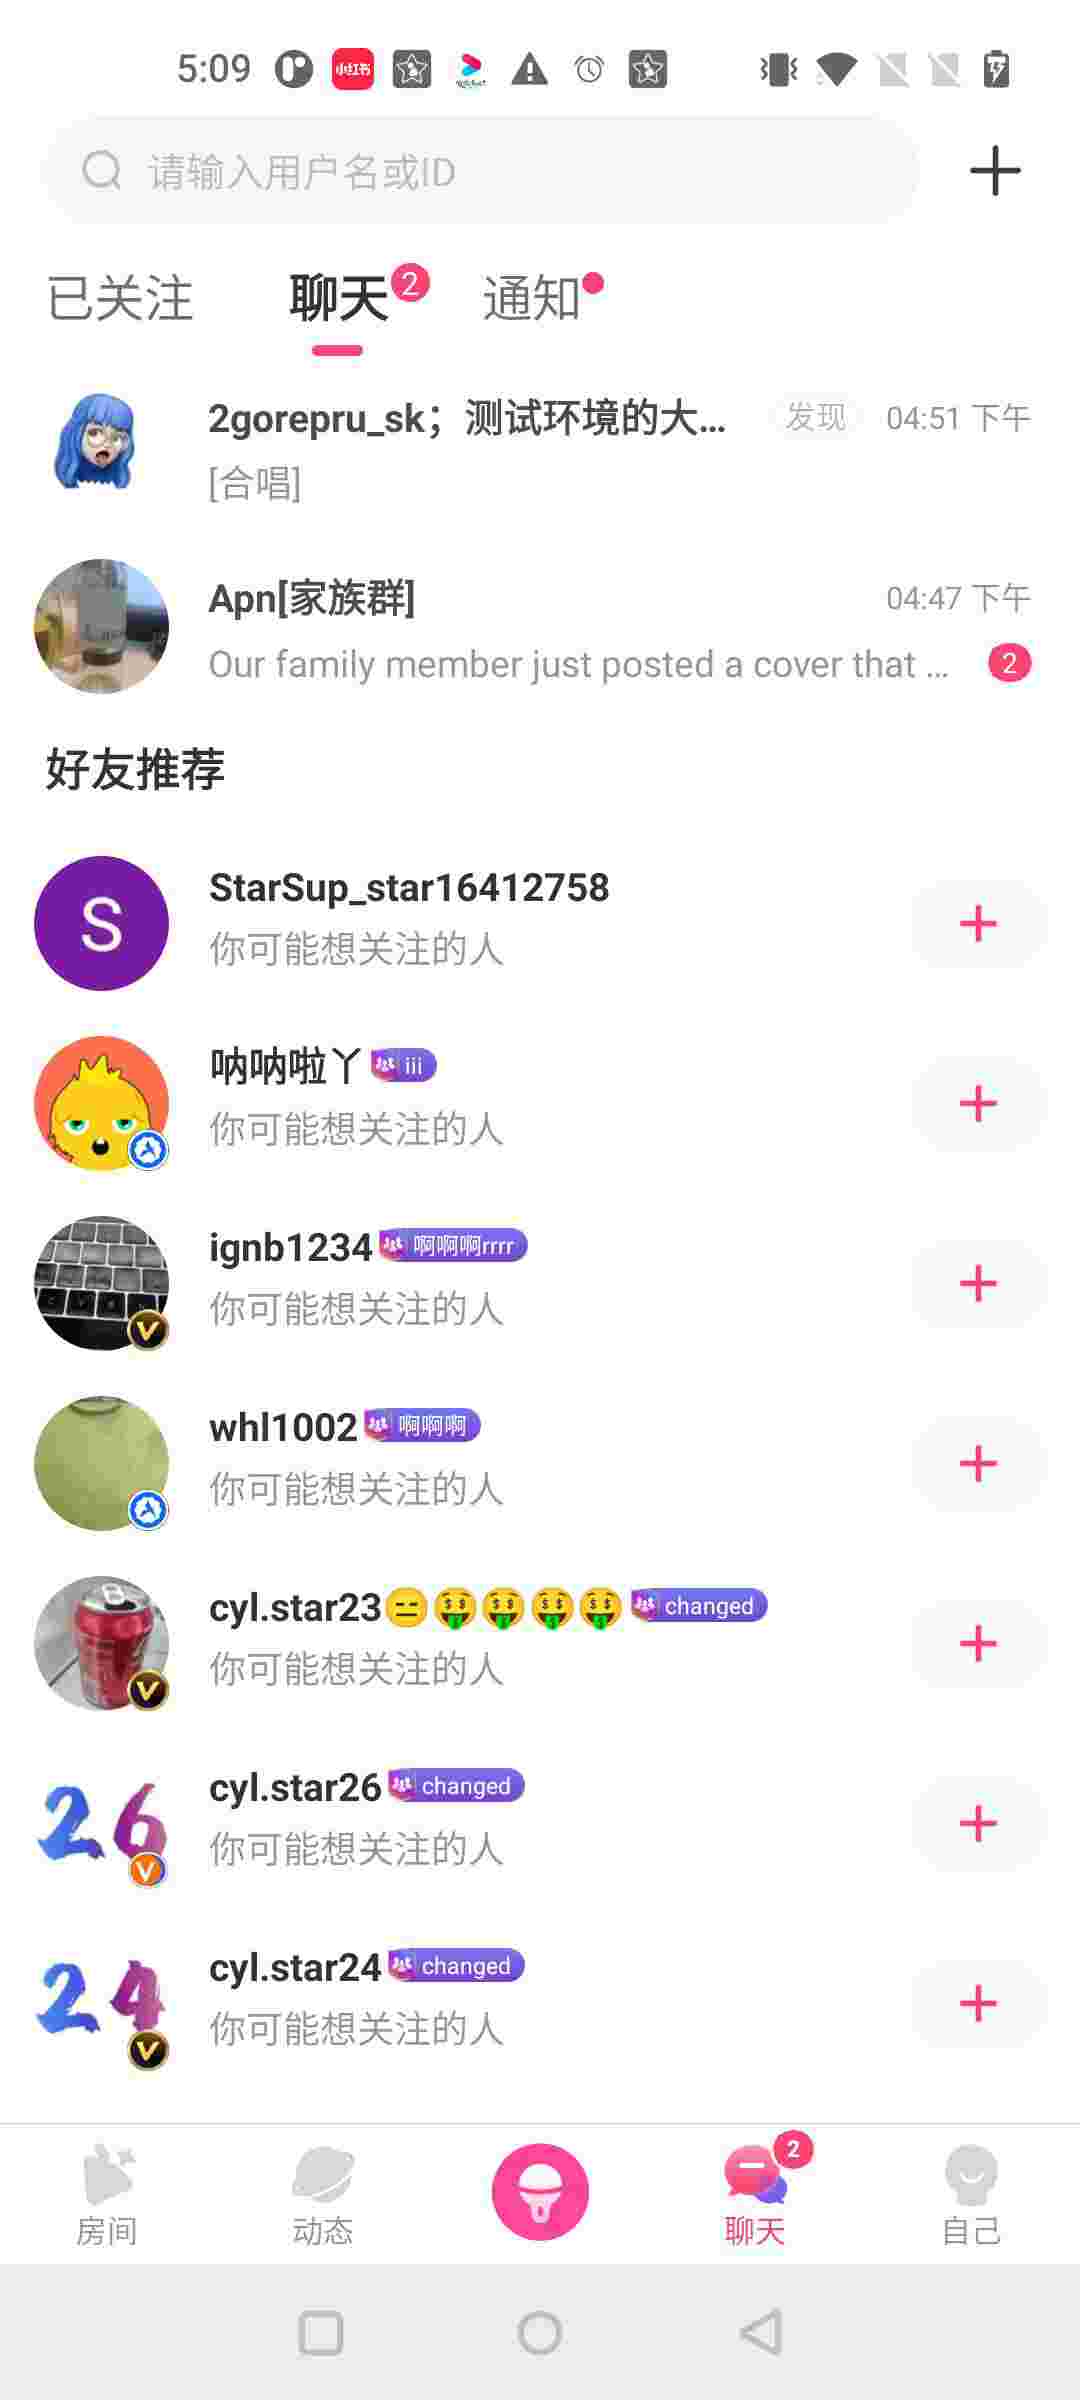 5:09
小红书
请输入用户名或ID
已关注 聊天 2 通知
2gorepru_sk；测试环境的大... 发现 04:51 下午
[合唱]
Apn[家族群] 04:47 下午
Our family member just posted a cover that ... 2
好友推荐
S StarSup_star16412758
你可能想关注的人
呐呐啦丫 iii
你可能想关注的人
ignb1234 啊啊啊rrrr
你可能想关注的人
whl1002 啊啊啊
你可能想关注的人
cyl.star23😑🤑🤑🤑🤑 changed
你可能想关注的人
26 cyl.star26 changed
你可能想关注的人
24 cyl.star24 changed
你可能想关注的人
2
房间 动态 聊天 自己